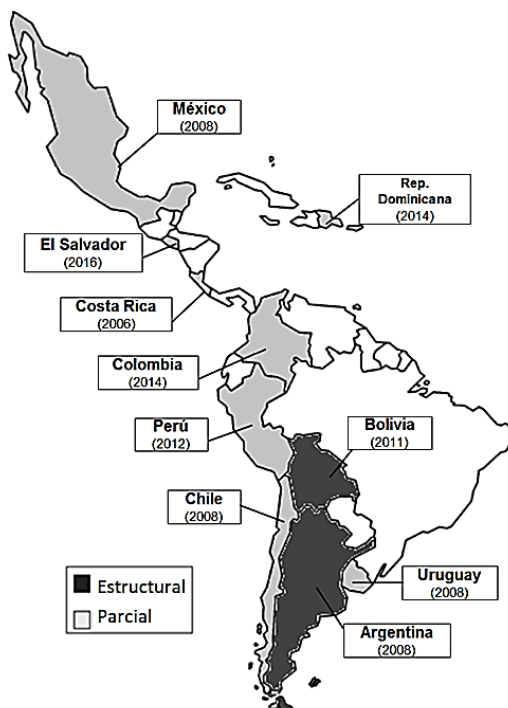 México
(2008)
Rep.
Dominicana
(2014)
El Salvador
(2016)
Costa Rica
(2006)
Colombia
(2014)
Perú
(2012)
Bolivia
(2011)
Chile
(2008)
Uruguay
(2008)
Argentina
(2008)
Estructural
Parcial